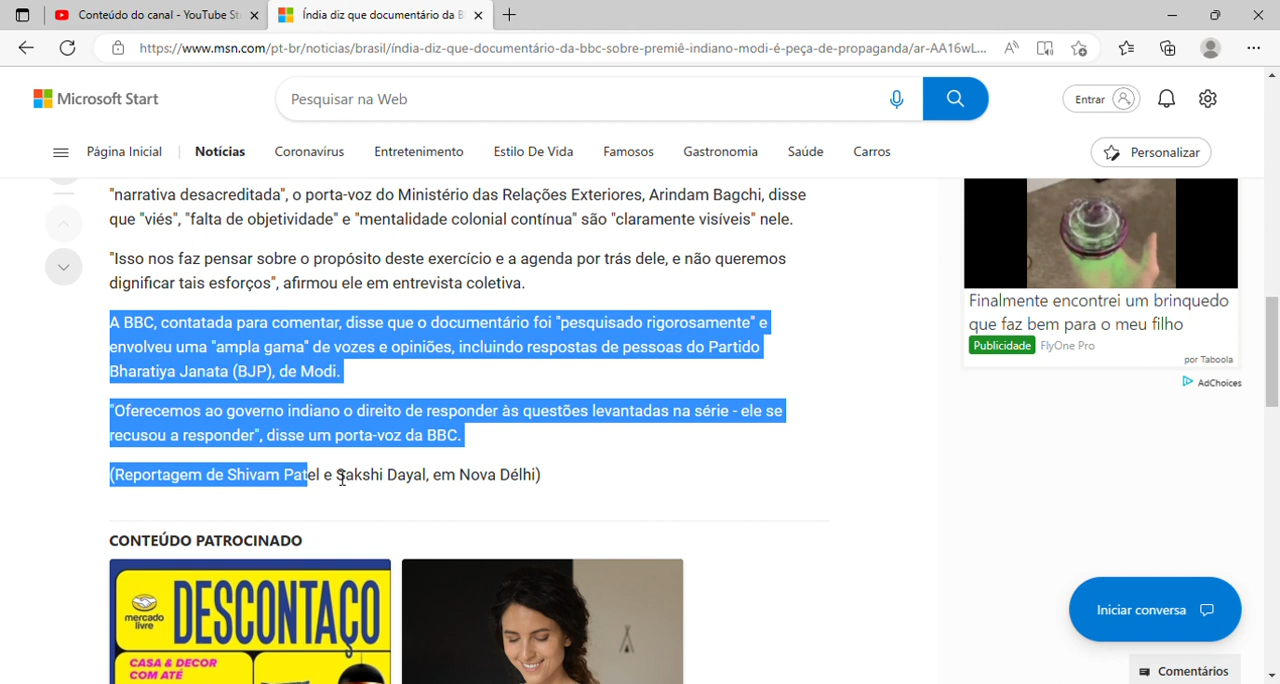 Conteúdo do canal - YouTube St
Índia diz que documentário da B
https://www.msn.com/pt-br/noticias/brasil/índia-diz-que-documentário-da-bbc-sobre-premiê-indiano-modi-é-peça-de-propaganda/ar-AA16wL...
Microsoft Start
Pesquisar na Web
Entrar
Página Inicial
Notícias
Coronavírus
Entretenimento
Estilo De Vida
Famosos
Gastronomia
Saúde
Carros
Personalizar
"narrativa desacreditada", o porta-voz do Ministério das Relações Exteriores, Arindam Bagchi, disse
que "viés", "falta de objetividade" e "mentalidade colonial contínua" são "claramente visíveis" nele.
"Isso nos faz pensar sobre o propósito deste exercício e a agenda por trás dele, e não queremos
dignificar tais esforços", afirmou ele em entrevista coletiva.
A BBC, contatada para comentar, disse que o documentário foi "pesquisado rigorosamente" e
envolveu uma "ampla gama" de vozes e opiniões, incluindo respostas de pessoas do Partido
Bharatiya Janata (BJP), de Modi.
"Oferecemos ao governo indiano o direito de responder às questões levantadas na série - ele se
recusou a responder", disse um porta-voz da BBC.
(Reportagem de Shivam Patel e Sakshi Dayal, em Nova Délhi)
Finalmente encontrei um brinquedo
que faz bem para o meu filho
Publicidade FlyOne Pro
por Taboola
AdChoices
CONTEÚDO PATROCINADO
mercado
livre
DESCONTAÇO
CASA & DECOR
COM ATÉ
Iniciar conversa
Comentários